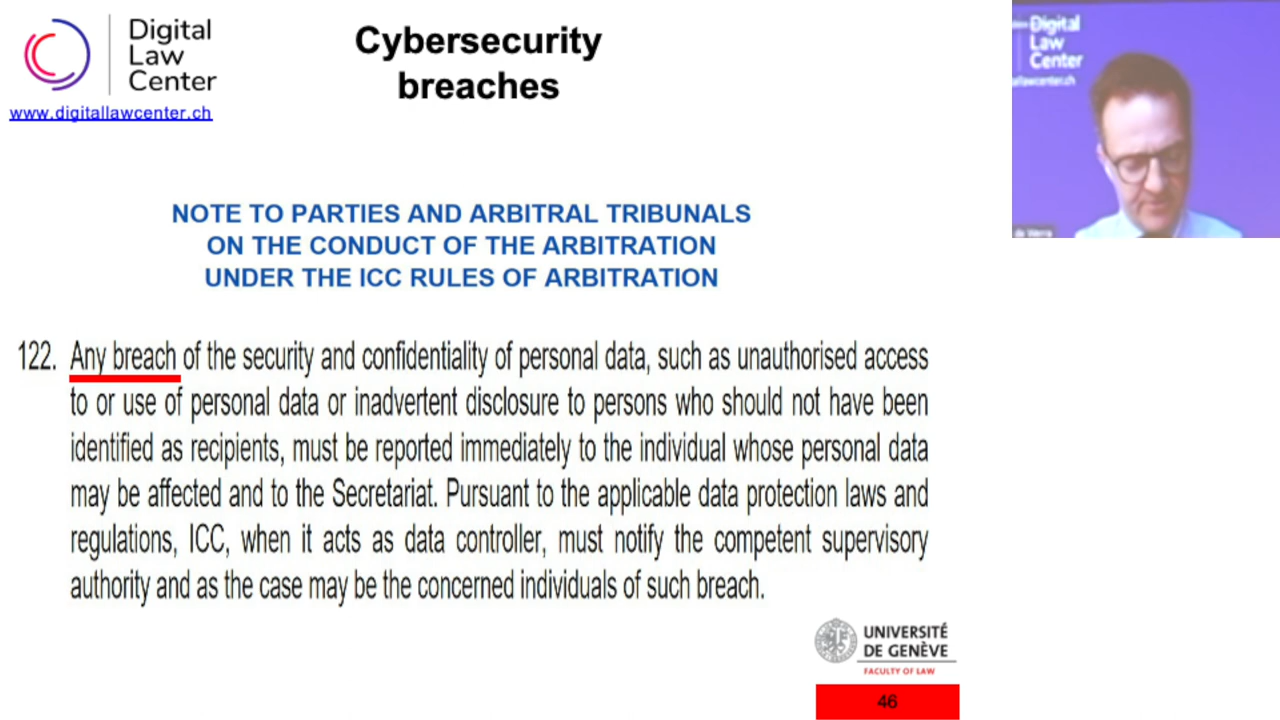 Digital
Law
Center
www.digitallawcenter.ch
Cybersecurity
breaches
Digital
Law
Center
NOTE TO PARTIES AND ARBITRAL TRIBUNALS
ON THE CONDUCT OF THE ARBITRATION
UNDER THE ICC RULES OF ARBITRATION
122. Any breach of the security and confidentiality of personal data, such as unauthorised access
to or use of personal data or inadvertent disclosure to persons who should not have been
identified as recipients, must be reported immediately to the individual whose personal data
may be affected and to the Secretariat. Pursuant to the applicable data protection laws and
regulations, ICC, when it acts as data controller, must notify the competent supervisory
authority and as the case may be the concerned individuals of such breach.
UNIVERSITÉ
DE GENÈVE
FACULTY OF LAW
46